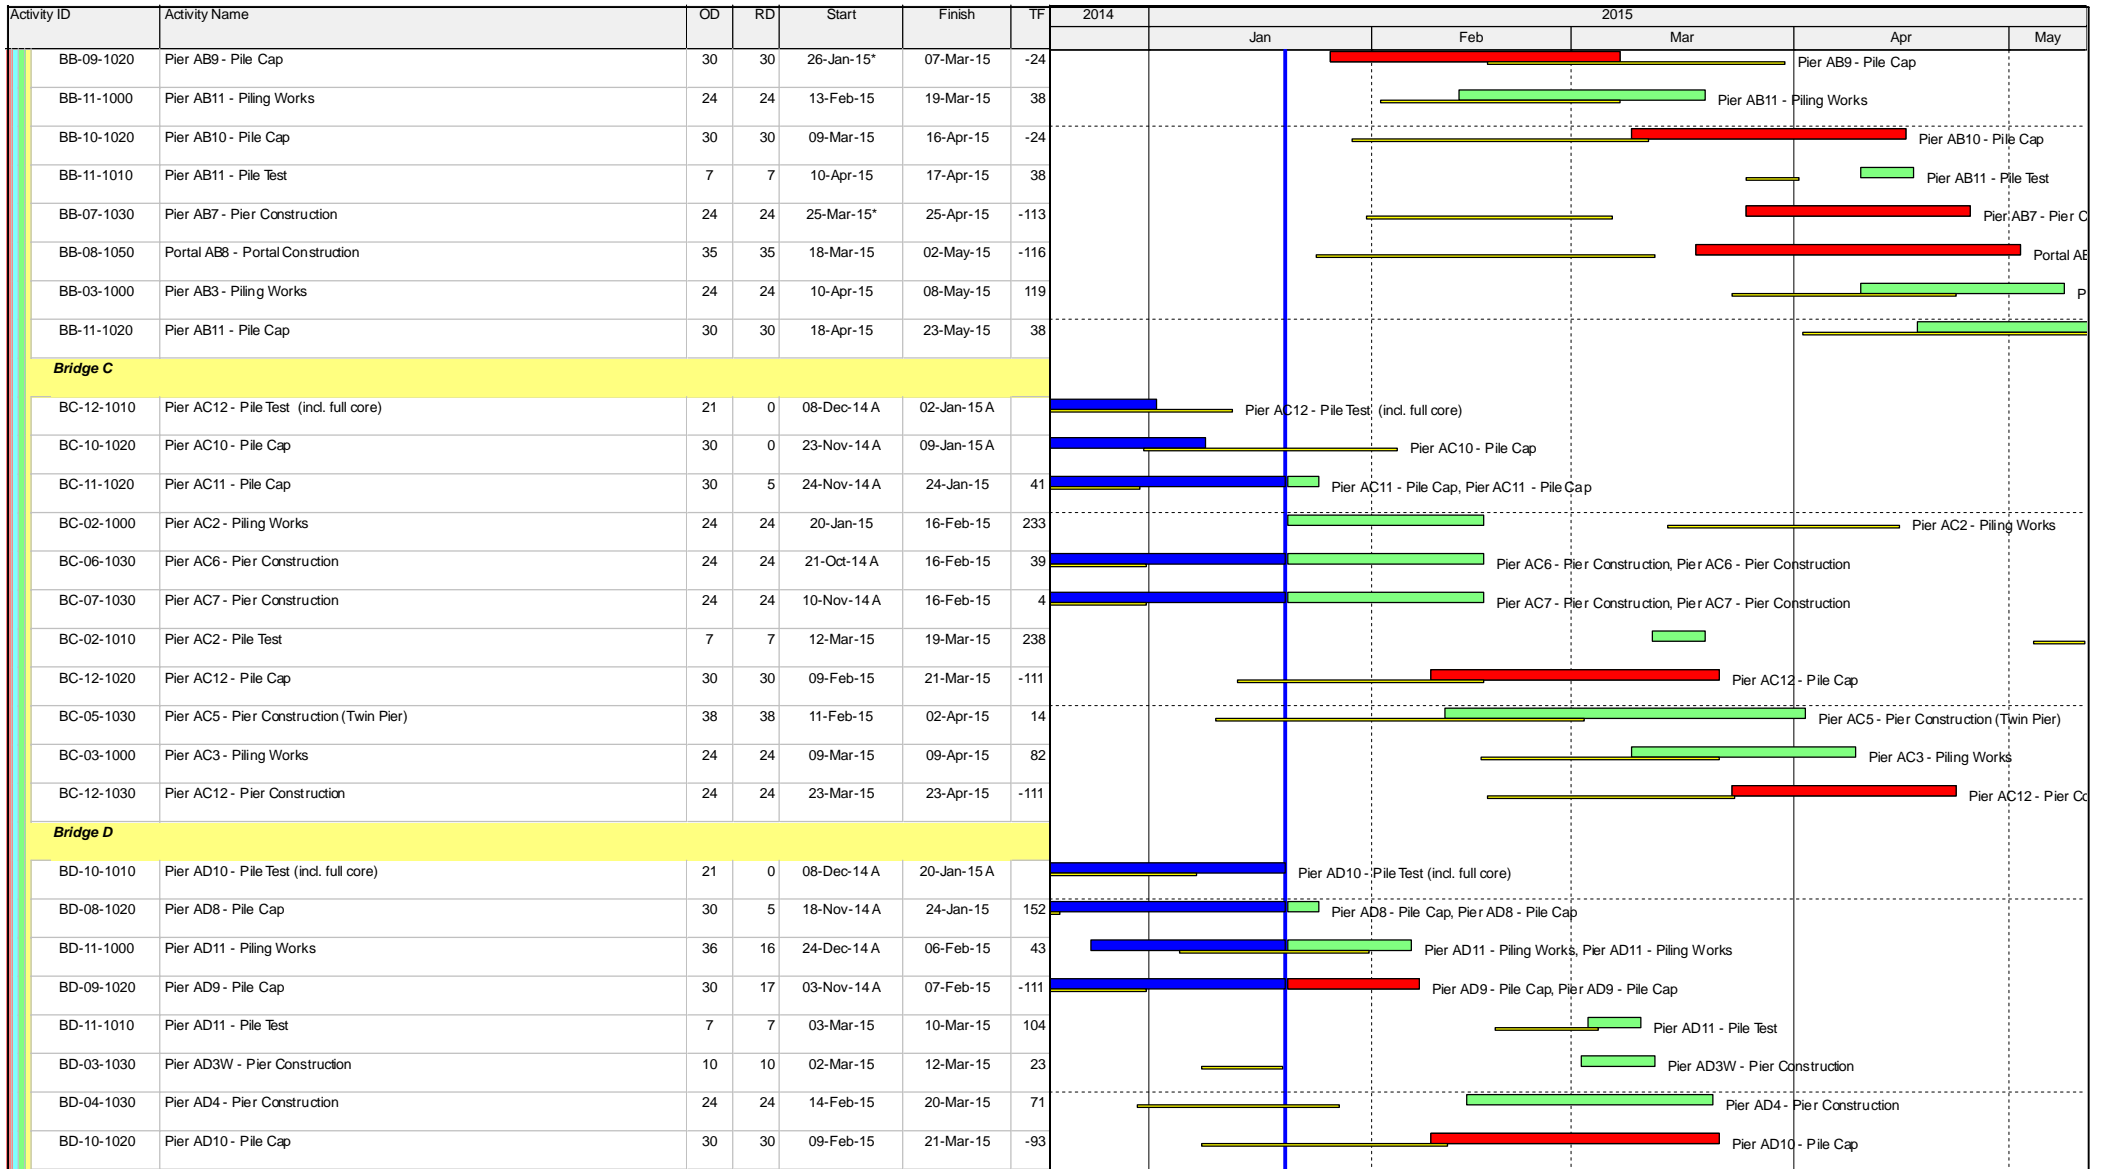 Activity ID Activity Name OD RD Start Finish TF 2014 2015
Jan Feb Mar Apr May
BB-09-1020 Pier AB9 - Pile Cap 30 30 26-Jan-15* 07-Mar-15 -24 Pier AB9 - Pile Cap
BB-11-1000 Pier AB11 - Piling Works 24 24 13-Feb-15 19-Mar-15 38 Pier AB11 - Piling Works
BB-10-1020 Pier AB10 - Pile Cap 30 30 09-Mar-15 16-Apr-15 -24 Pier AB10 - Pile Cap
BB-11-1010 Pier AB11 - Pile Test 7 7 10-Apr-15 17-Apr-15 38 Pier AB11 - Pile Test
BB-07-1030 Pier AB7 - Pier Construction 24 24 25-Mar-15* 25-Apr-15 -113 Pier AB7 - Pier C
BB-08-1050 Portal AB8 - Portal Construction 35 35 18-Mar-15 02-May-15 -116 Portal AB
BB-03-1000 Pier AB3 - Piling Works 24 24 10-Apr-15 08-May-15 119 P
BB-11-1020 Pier AB11 - Pile Cap 30 30 18-Apr-15 23-May-15 38
Bridge C
BC-12-1010 Pier AC12 - Pile Test (incl. full core) 21 0 08-Dec-14 A 02-Jan-15 A Pier AC12 - Pile Test (incl. full core)
BC-10-1020 Pier AC10 - Pile Cap 30 0 23-Nov-14 A 09-Jan-15 A Pier AC10 - Pile Cap
BC-11-1020 Pier AC11 - Pile Cap 30 5 24-Nov-14 A 24-Jan-15 41 Pier AC11 - Pile Cap, Pier AC11 - Pile Cap
BC-02-1000 Pier AC2 - Piling Works 24 24 20-Jan-15 16-Feb-15 233 Pier AC2 - Piling Works
BC-06-1030 Pier AC6 - Pier Construction 24 24 21-Oct-14 A 16-Feb-15 39 Pier AC6 - Pier Construction, Pier AC6 - Pier Construction
BC-07-1030 Pier AC7 - Pier Construction 24 24 10-Nov-14 A 16-Feb-15 4 Pier AC7 - Pier Construction, Pier AC7 - Pier Construction
BC-02-1010 Pier AC2 - Pile Test 7 7 12-Mar-15 19-Mar-15 238
BC-12-1020 Pier AC12 - Pile Cap 30 30 09-Feb-15 21-Mar-15 -111 Pier AC12 - Pile Cap
BC-05-1030 Pier AC5 - Pier Construction (Twin Pier) 38 38 11-Feb-15 02-Apr-15 14 Pier AC5 - Pier Construction (Twin Pier)
BC-03-1000 Pier AC3 - Piling Works 24 24 09-Mar-15 09-Apr-15 82 Pier AC3 - Piling Works
BC-12-1030 Pier AC12 - Pier Construction 24 24 23-Mar-15 23-Apr-15 -111 Pier AC12 - Pier Co
Bridge D
BD-10-1010 Pier AD10 - Pile Test (incl. full core) 21 0 08-Dec-14 A 20-Jan-15 A Pier AD10 - Pile Test (incl. full core)
BD-08-1020 Pier AD8 - Pile Cap 30 5 18-Nov-14 A 24-Jan-15 152 Pier AD8 - Pile Cap, Pier AD8 - Pile Cap
BD-11-1000 Pier AD11 - Piling Works 36 16 24-Dec-14 A 06-Feb-15 43 Pier AD11 - Piling Works, Pier AD11 - Piling Works
BD-09-1020 Pier AD9 - Pile Cap 30 17 03-Nov-14 A 07-Feb-15 -111 Pier AD9 - Pile Cap, Pier AD9 - Pile Cap
BD-11-1010 Pier AD11 - Pile Test 7 7 03-Mar-15 10-Mar-15 104 Pier AD11 - Pile Test
BD-03-1030 Pier AD3W - Pier Construction 10 10 02-Mar-15 12-Mar-15 23 Pier AD3W - Pier Construction
BD-04-1030 Pier AD4 - Pier Construction 24 24 14-Feb-15 20-Mar-15 71 Pier AD4 - Pier Construction
BD-10-1020 Pier AD10 - Pile Cap 30 30 09-Feb-15 21-Mar-15 -93 Pier AD10 - Pile Cap